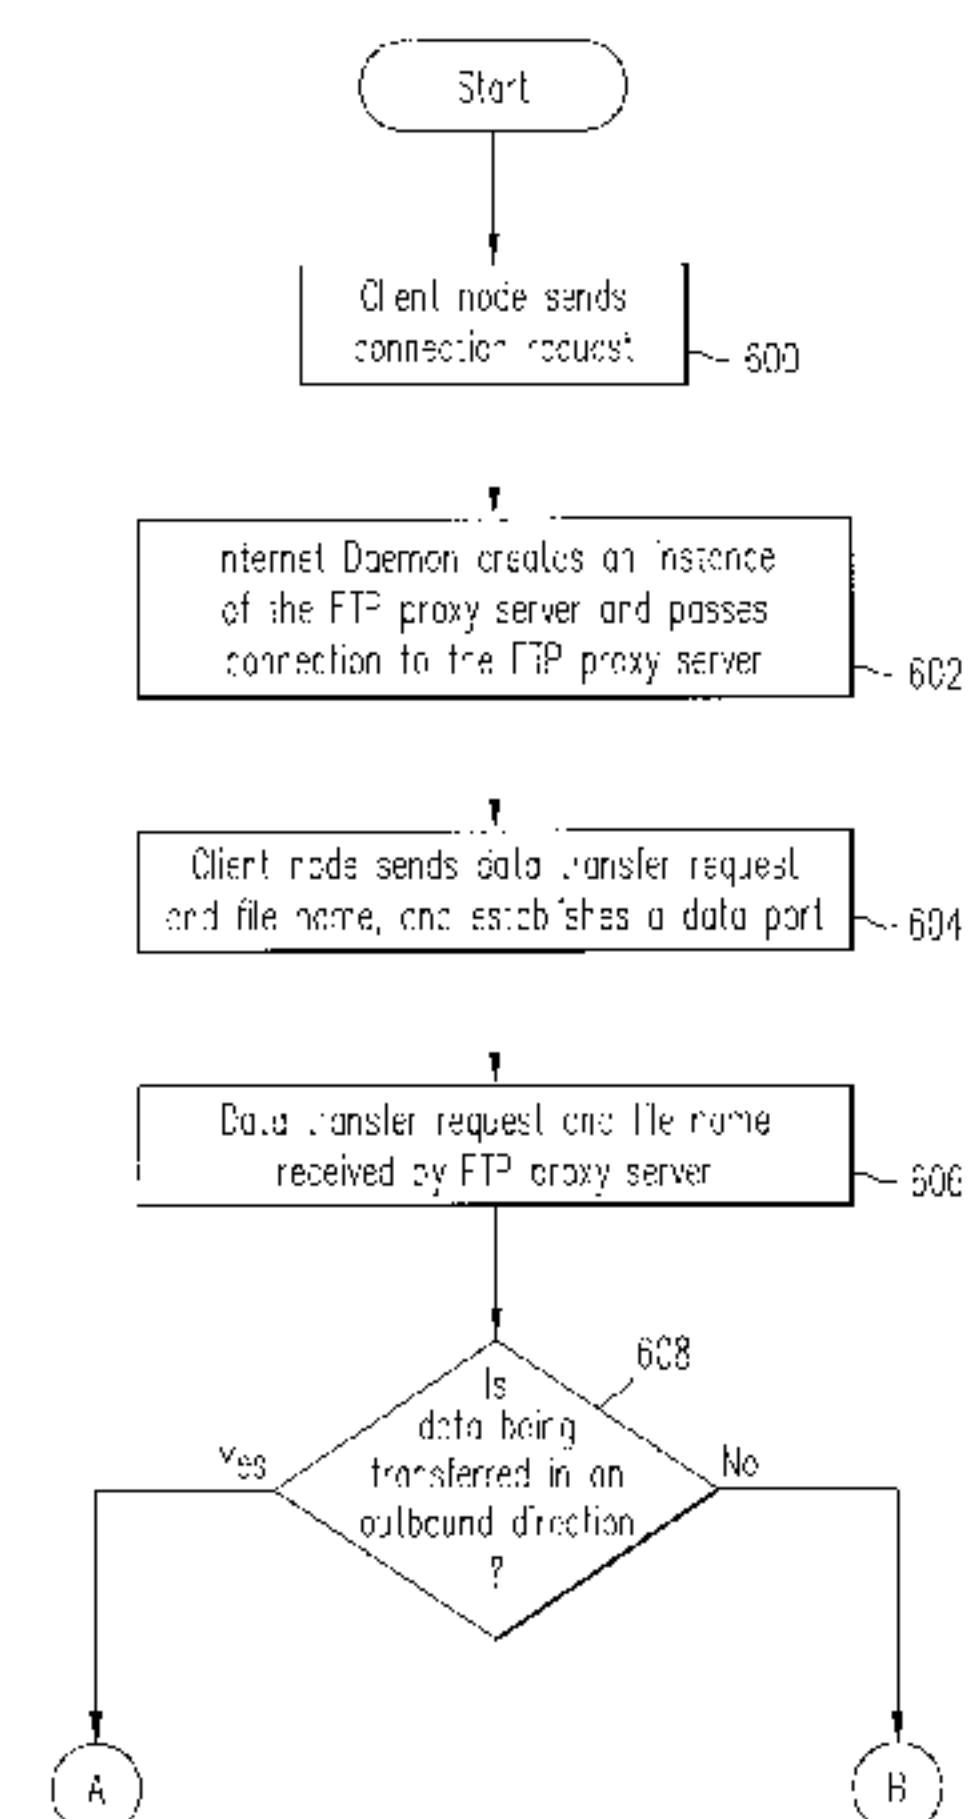 Start
Client node sends
connection request
600
Internet Daemon creates an instance
of the FTP proxy server and passes
connection to the FTP proxy server
602
Client node sends data transfer request
and file name, and establishes a data port
604
Data transfer request and file name
received by FTP proxy server
606
608
Is
data being
transferred in an
outbound direction
?
Yes
No
A
B